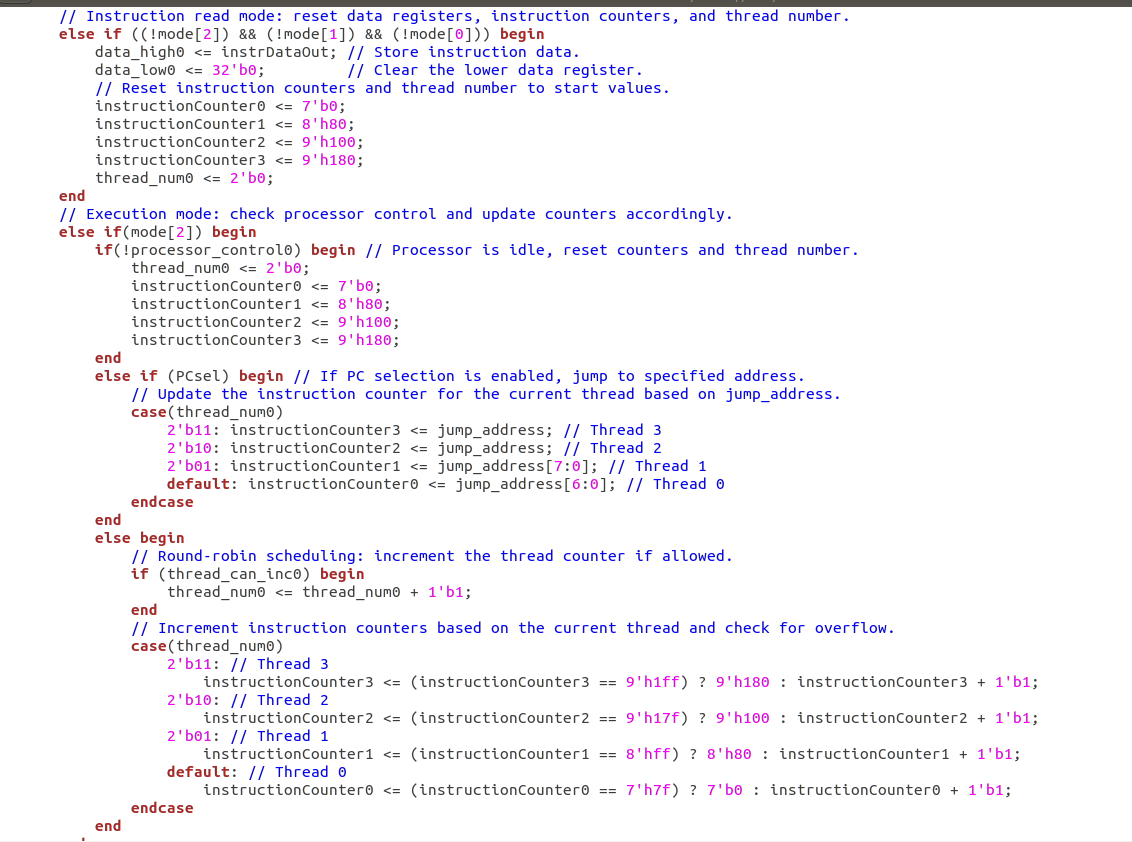 // Instruction read mode: reset data registers, instruction counters, and thread number.
else if ((!mode[2]) && (!mode[1]) && (!mode[0])) begin
    data_high0 <= instrDataOut; // Store instruction data.
    data_low0 <= 32'b0;         // Clear the lower data register.
    // Reset instruction counters and thread number to start values.
    instructionCounter0 <= 7'b0;
    instructionCounter1 <= 8'h80;
    instructionCounter2 <= 9'h100;
    instructionCounter3 <= 9'h180;
    thread_num0 <= 2'b0;
end
// Execution mode: check processor control and update counters accordingly.
else if(mode[2]) begin
    if(!processor_control0) begin // Processor is idle, reset counters and thread number.
        thread_num0 <= 2'b0;
        instructionCounter0 <= 7'b0;
        instructionCounter1 <= 8'h80;
        instructionCounter2 <= 9'h100;
        instructionCounter3 <= 9'h180;
    end
    else if (PCsel) begin // If PC selection is enabled, jump to specified address.
        // Update the instruction counter for the current thread based on jump_address.
        case(thread_num0)
            2'b11: instructionCounter3 <= jump_address; // Thread 3
            2'b10: instructionCounter2 <= jump_address; // Thread 2
            2'b01: instructionCounter1 <= jump_address[7:0]; // Thread 1
            default: instructionCounter0 <= jump_address[6:0]; // Thread 0
        endcase
    end
    else begin
        // Round-robin scheduling: increment the thread counter if allowed.
        if (thread_can_inc0) begin
            thread_num0 <= thread_num0 + 1'b1;
        end
        // Increment instruction counters based on the current thread and check for overflow.
        case(thread_num0)
            2'b11: // Thread 3
                instructionCounter3 <= (instructionCounter3 == 9'h1ff) ? 9'h180 : instructionCounter3 + 1'b1;
            2'b10: // Thread 2
                instructionCounter2 <= (instructionCounter2 == 9'h17f) ? 9'h100 : instructionCounter2 + 1'b1;
            2'b01: // Thread 1
                instructionCounter1 <= (instructionCounter1 == 8'hff) ? 8'h80 : instructionCounter1 + 1'b1;
            default: // Thread 0
                instructionCounter0 <= (instructionCounter0 == 7'h7f) ? 7'b0 : instructionCounter0 + 1'b1;
        endcase
    end